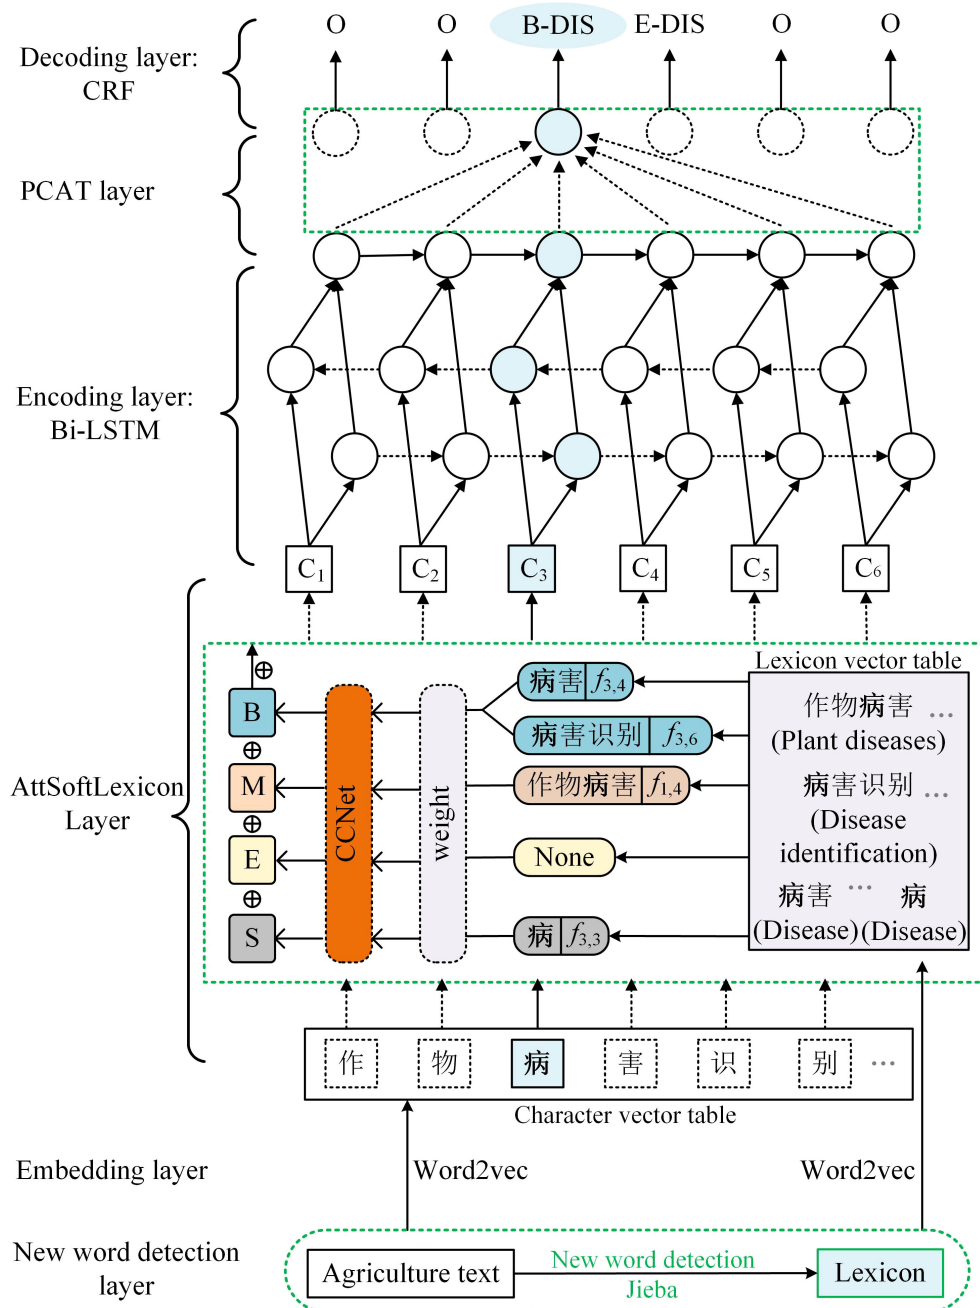 O O B-DIS E-DIS O O
Decoding layer:
CRF
PCAT layer
Encoding layer:
Bi-LSTM
C1 C2 C3 C4 C5 C6
Lexicon vector table
病害 f3,4
B
作物病害 ...
病害识别 f3,6
(Plant diseases)
AttSoftLexicon
Layer
M
CCNet
weight
作物病害 f1,4
病害识别 ...
(Disease
identification)
E
None
病害 ... 病
(Disease) (Disease)
S
病 f3,3
作 物 病 害 识 别 ...
Character vector table
Embedding layer
Word2vec
Word2vec
New word detection
layer
Agriculture text
New word detection
Jieba
Lexicon